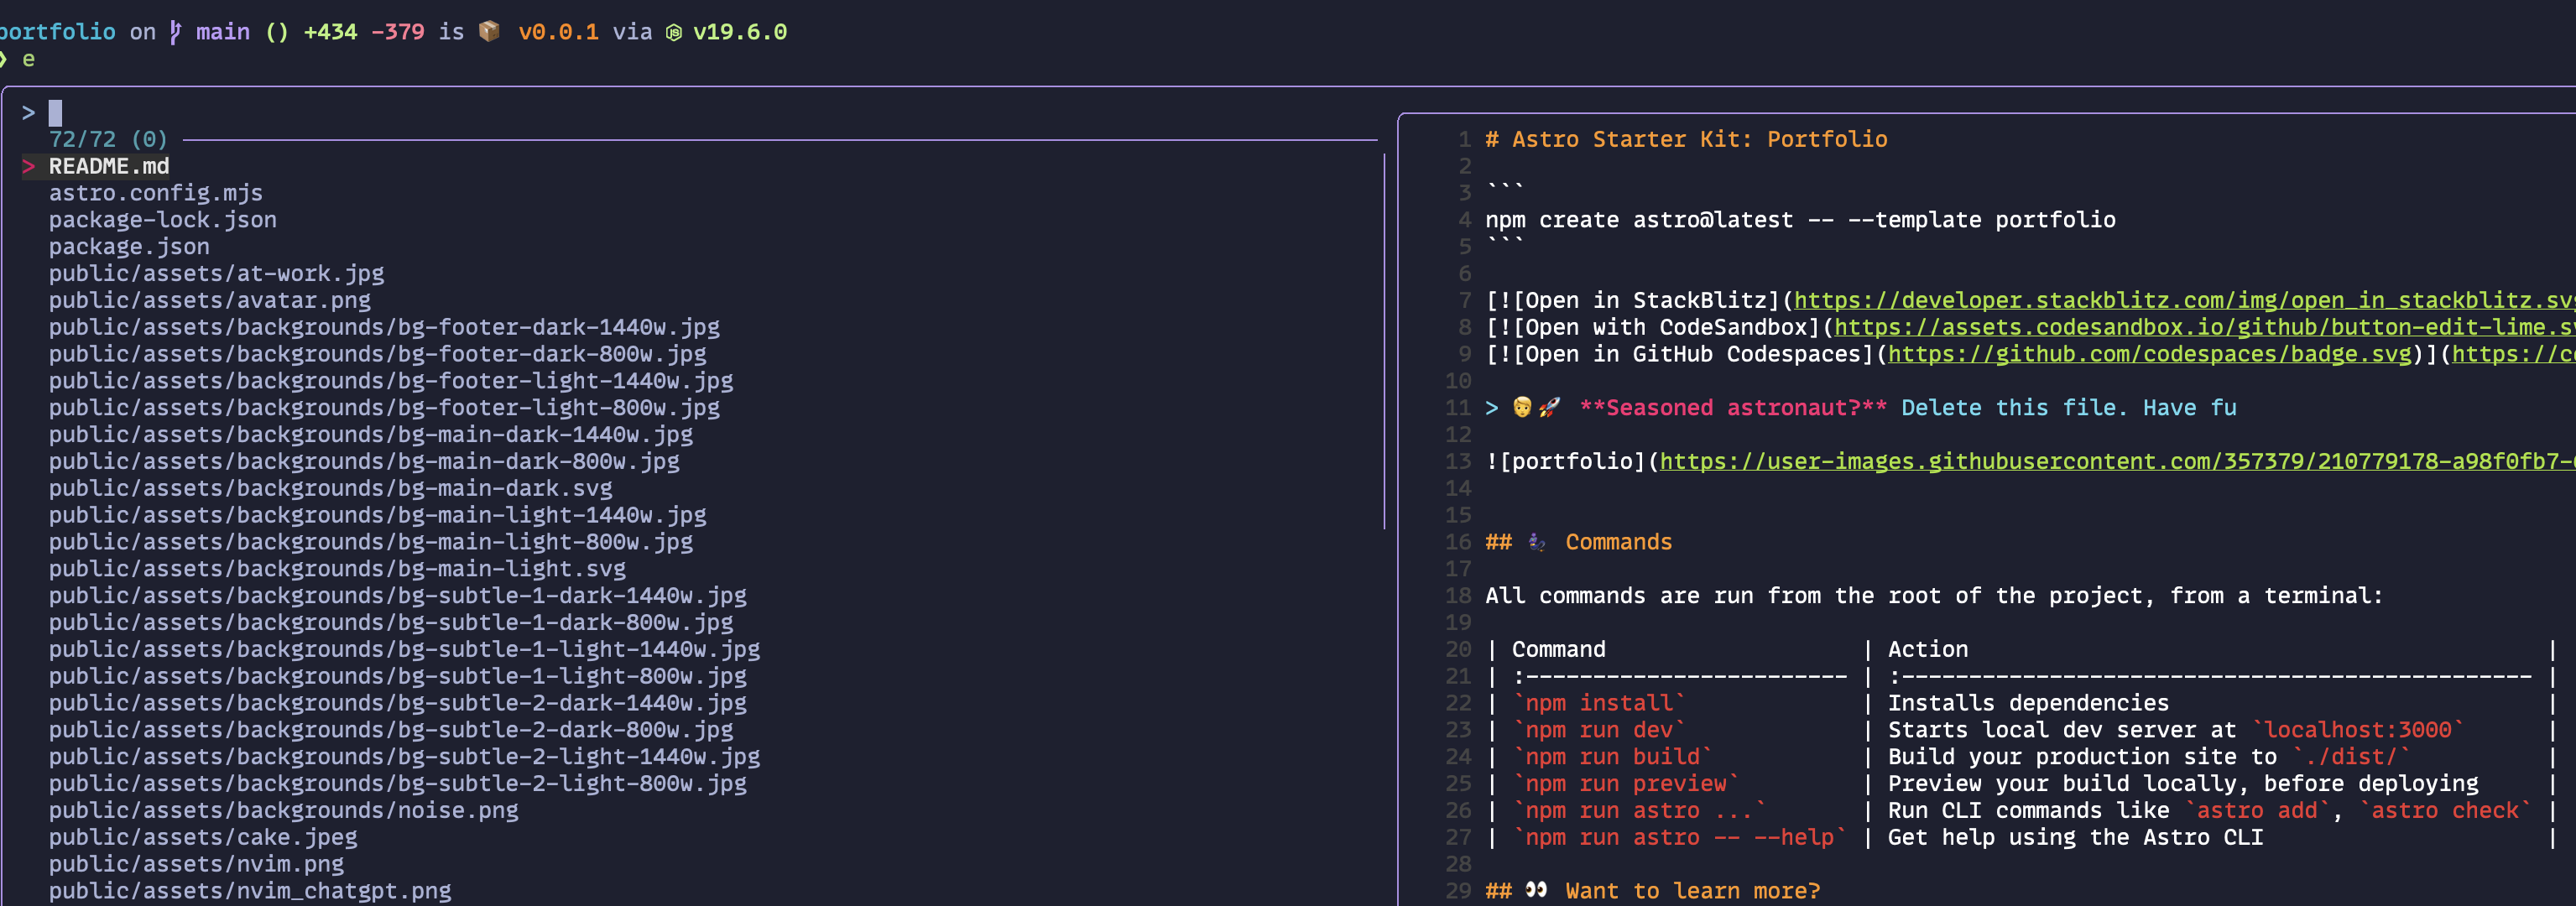 portfolio on main () +434 -379 is 📦 v0.0.1 via v19.6.0
❯ e
>
72/72 (0)
> README.md
astro.config.mjs
package-lock.json
package.json
public/assets/at-work.jpg
public/assets/avatar.png
public/assets/backgrounds/bg-footer-dark-1440w.jpg
public/assets/backgrounds/bg-footer-dark-800w.jpg
public/assets/backgrounds/bg-footer-light-1440w.jpg
public/assets/backgrounds/bg-footer-light-800w.jpg
public/assets/backgrounds/bg-main-dark-1440w.jpg
public/assets/backgrounds/bg-main-dark-800w.jpg
public/assets/backgrounds/bg-main-dark.svg
public/assets/backgrounds/bg-main-light-1440w.jpg
public/assets/backgrounds/bg-main-light-800w.jpg
public/assets/backgrounds/bg-main-light.svg
public/assets/backgrounds/bg-subtle-1-dark-1440w.jpg
public/assets/backgrounds/bg-subtle-1-dark-800w.jpg
public/assets/backgrounds/bg-subtle-1-light-1440w.jpg
public/assets/backgrounds/bg-subtle-1-light-800w.jpg
public/assets/backgrounds/bg-subtle-2-dark-1440w.jpg
public/assets/backgrounds/bg-subtle-2-dark-800w.jpg
public/assets/backgrounds/bg-subtle-2-light-1440w.jpg
public/assets/backgrounds/bg-subtle-2-light-800w.jpg
public/assets/backgrounds/noise.png
public/assets/cake.jpeg
public/assets/nvim.png
public/assets/nvim_chatgpt.png
1 # Astro Starter Kit: Portfolio
2
3 ```
4 npm create astro@latest -- --template portfolio
5 ```
6
7 [![Open in StackBlitz](https://developer.stackblitz.com/img/open_in_stackblitz.sv
8 [![Open with CodeSandbox](https://assets.codesandbox.io/github/button-edit-lime.s
9 [![Open in GitHub Codespaces](https://github.com/codespaces/badge.svg)](https://c
10
11 > 🧑‍🚀 **Seasoned astronaut?** Delete this file. Have fu
12
13 ![portfolio](https://user-images.githubusercontent.com/357379/210779178-a98f0fb7-
14
15
16 ## 🧞 Commands
17
18 All commands are run from the root of the project, from a terminal:
19
20 | Command | Action |
21 | :------------------------ | :----------------------------------------------- |
22 | `npm install` | Installs dependencies |
23 | `npm run dev` | Starts local dev server at `localhost:3000` |
24 | `npm run build` | Build your production site to `./dist/` |
25 | `npm run preview` | Preview your build locally, before deploying |
26 | `npm run astro ...` | Run CLI commands like `astro add`, `astro check` |
27 | `npm run astro -- --help` | Get help using the Astro CLI |
28
29 ## 👀 Want to learn more?